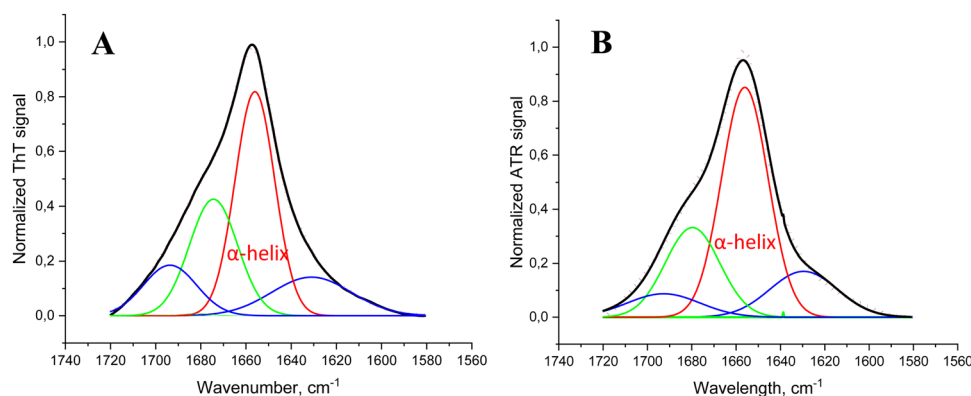 A
Normalized ThT signal
1,0
0,8
0,6
0,4
0,2
0,0
α-helix
1740 1720 1700 1680 1660 1640 1620 1600 1580 1560
Wavenumber, cm-1
B
Normalized ATR signal
1,0
0,8
0,6
0,4
0,2
0,0
α-helix
1740 1720 1700 1680 1660 1640 1620 1600 1580 1560
Wavelength, cm-1